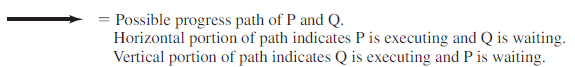 = Possible progress path of P and Q.
Horizontal portion of path indicates P is executing and Q is waiting.
Vertical portion of path indicates Q is executing and P is waiting.